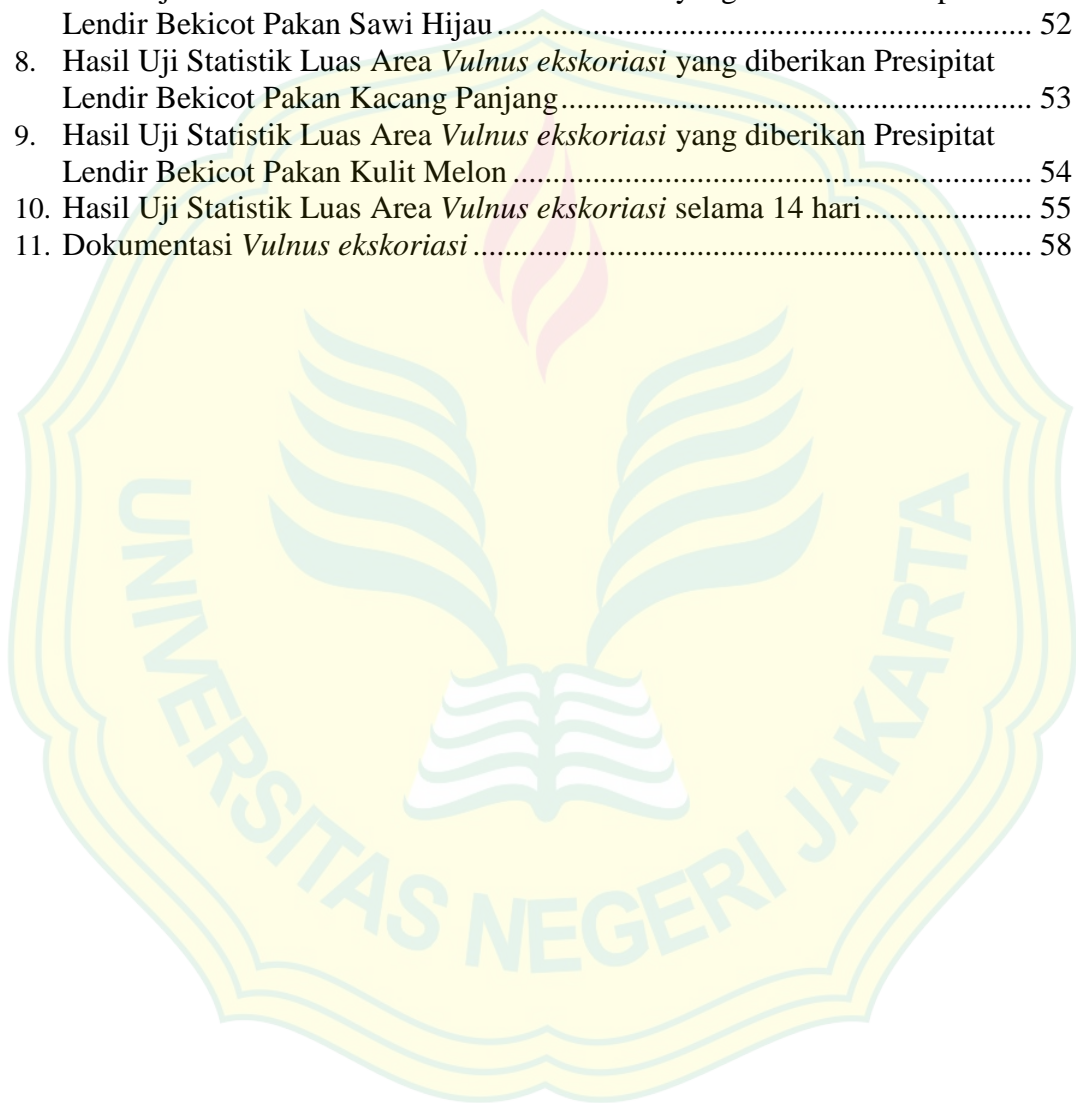 Lendir Bekicot Pakan Sawi Hijau ........................................................................................ 52
8. Hasil Uji Statistik Luas Area Vulnus ekskoriasi yang diberikan Presipitat
Lendir Bekicot Pakan Kacang Panjang ................................................................................ 53
9. Hasil Uji Statistik Luas Area Vulnus ekskoriasi yang diberikan Presipitat
Lendir Bekicot Pakan Kulit Melon ...................................................................................... 54
10. Hasil Uji Statistik Luas Area Vulnus ekskoriasi selama 14 hari .............................. 55
11. Dokumentasi Vulnus ekskoriasi ............................................................................................ 58
UNIVERSITAS NEGERI JAKARTA